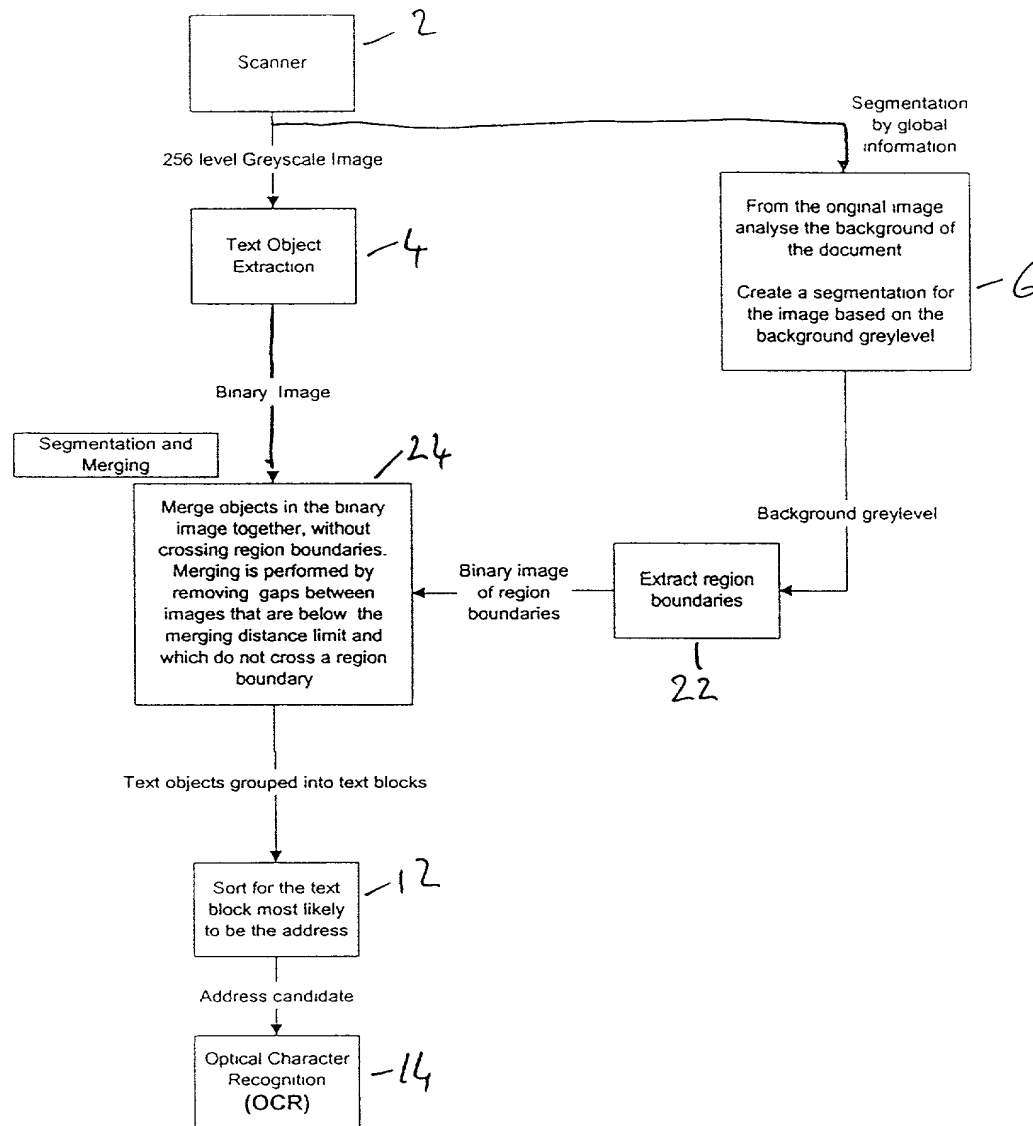 2
Scanner
Segmentation
by global
information
256 level Greyscale Image
From the original image
analyse the background of
the document
Create a segmentation for
the image based on the
background greylevel
6
Text Object
Extraction
4
Binary Image
Segmentation and
Merging
24
Merge objects in the binary
image together, without
crossing region boundaries.
Merging is performed by
removing gaps between
images that are below the
merging distance limit and
which do not cross a region
boundary
Background greylevel
Binary image
of region
boundaries
Extract region
boundaries
22
Text objects grouped into text blocks
12
Sort for the text
block most likely
to be the address
Address candidate
Optical Character
Recognition
(OCR)
14